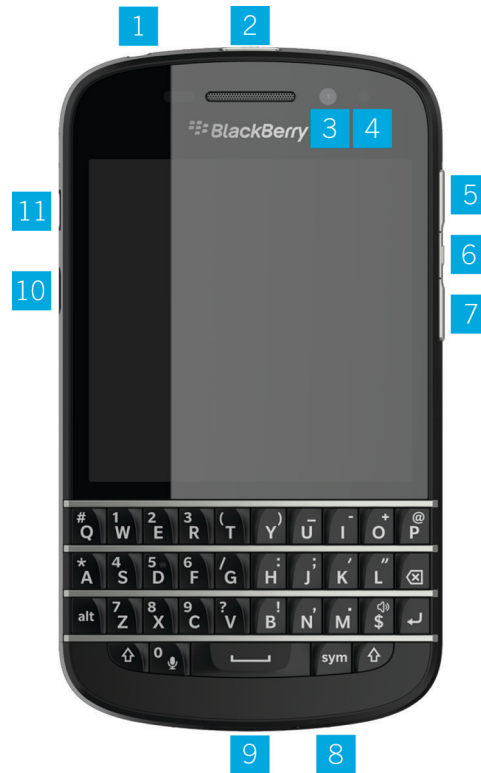 1 2
BlackBerry 3 4
11 5
6
10 7
# 1 2 3 ( ) _ - + @
Q W E R T Y U I O P
* 4 5 6 / : ; ' "
A S D F G H J K L
alt 7 8 9 ? ! , .
Z X C V B N M $
0 sym
9 8